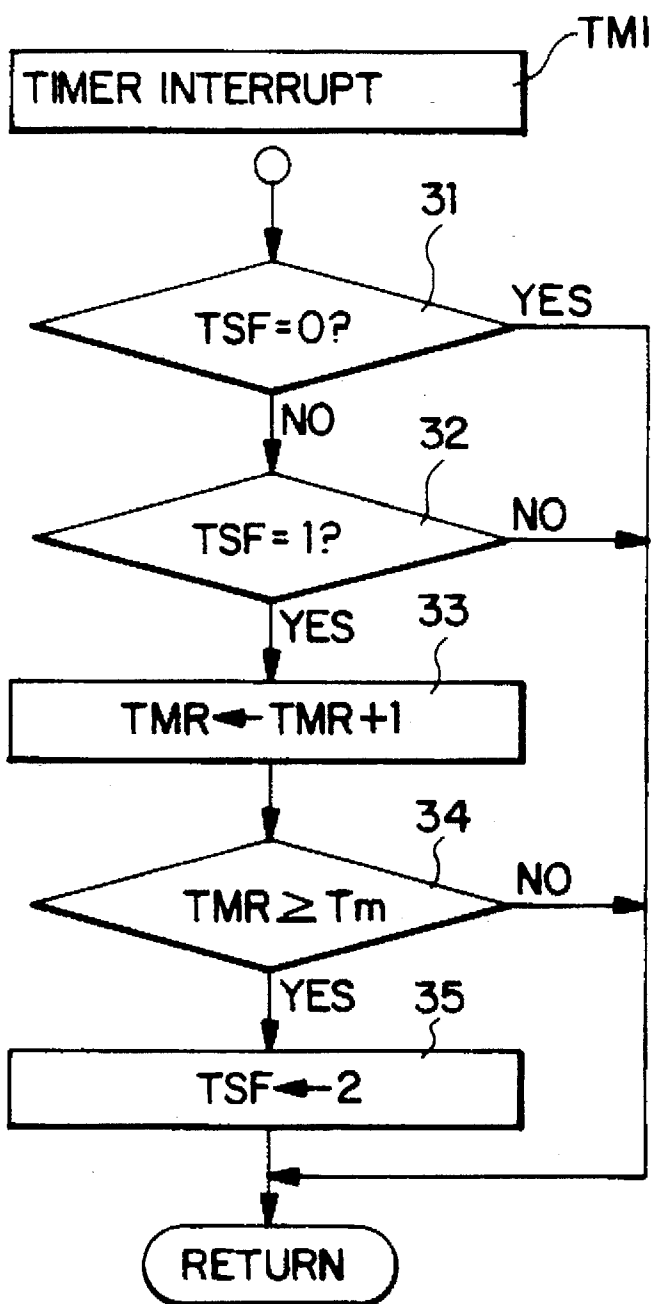 TMI
TIMER INTERRUPT
31
TSF=0?
YES
NO
32
TSF=1?
NO
YES
33
TMR←TMR+1
34
TMR≥Tm
NO
YES
35
TSF←2
RETURN